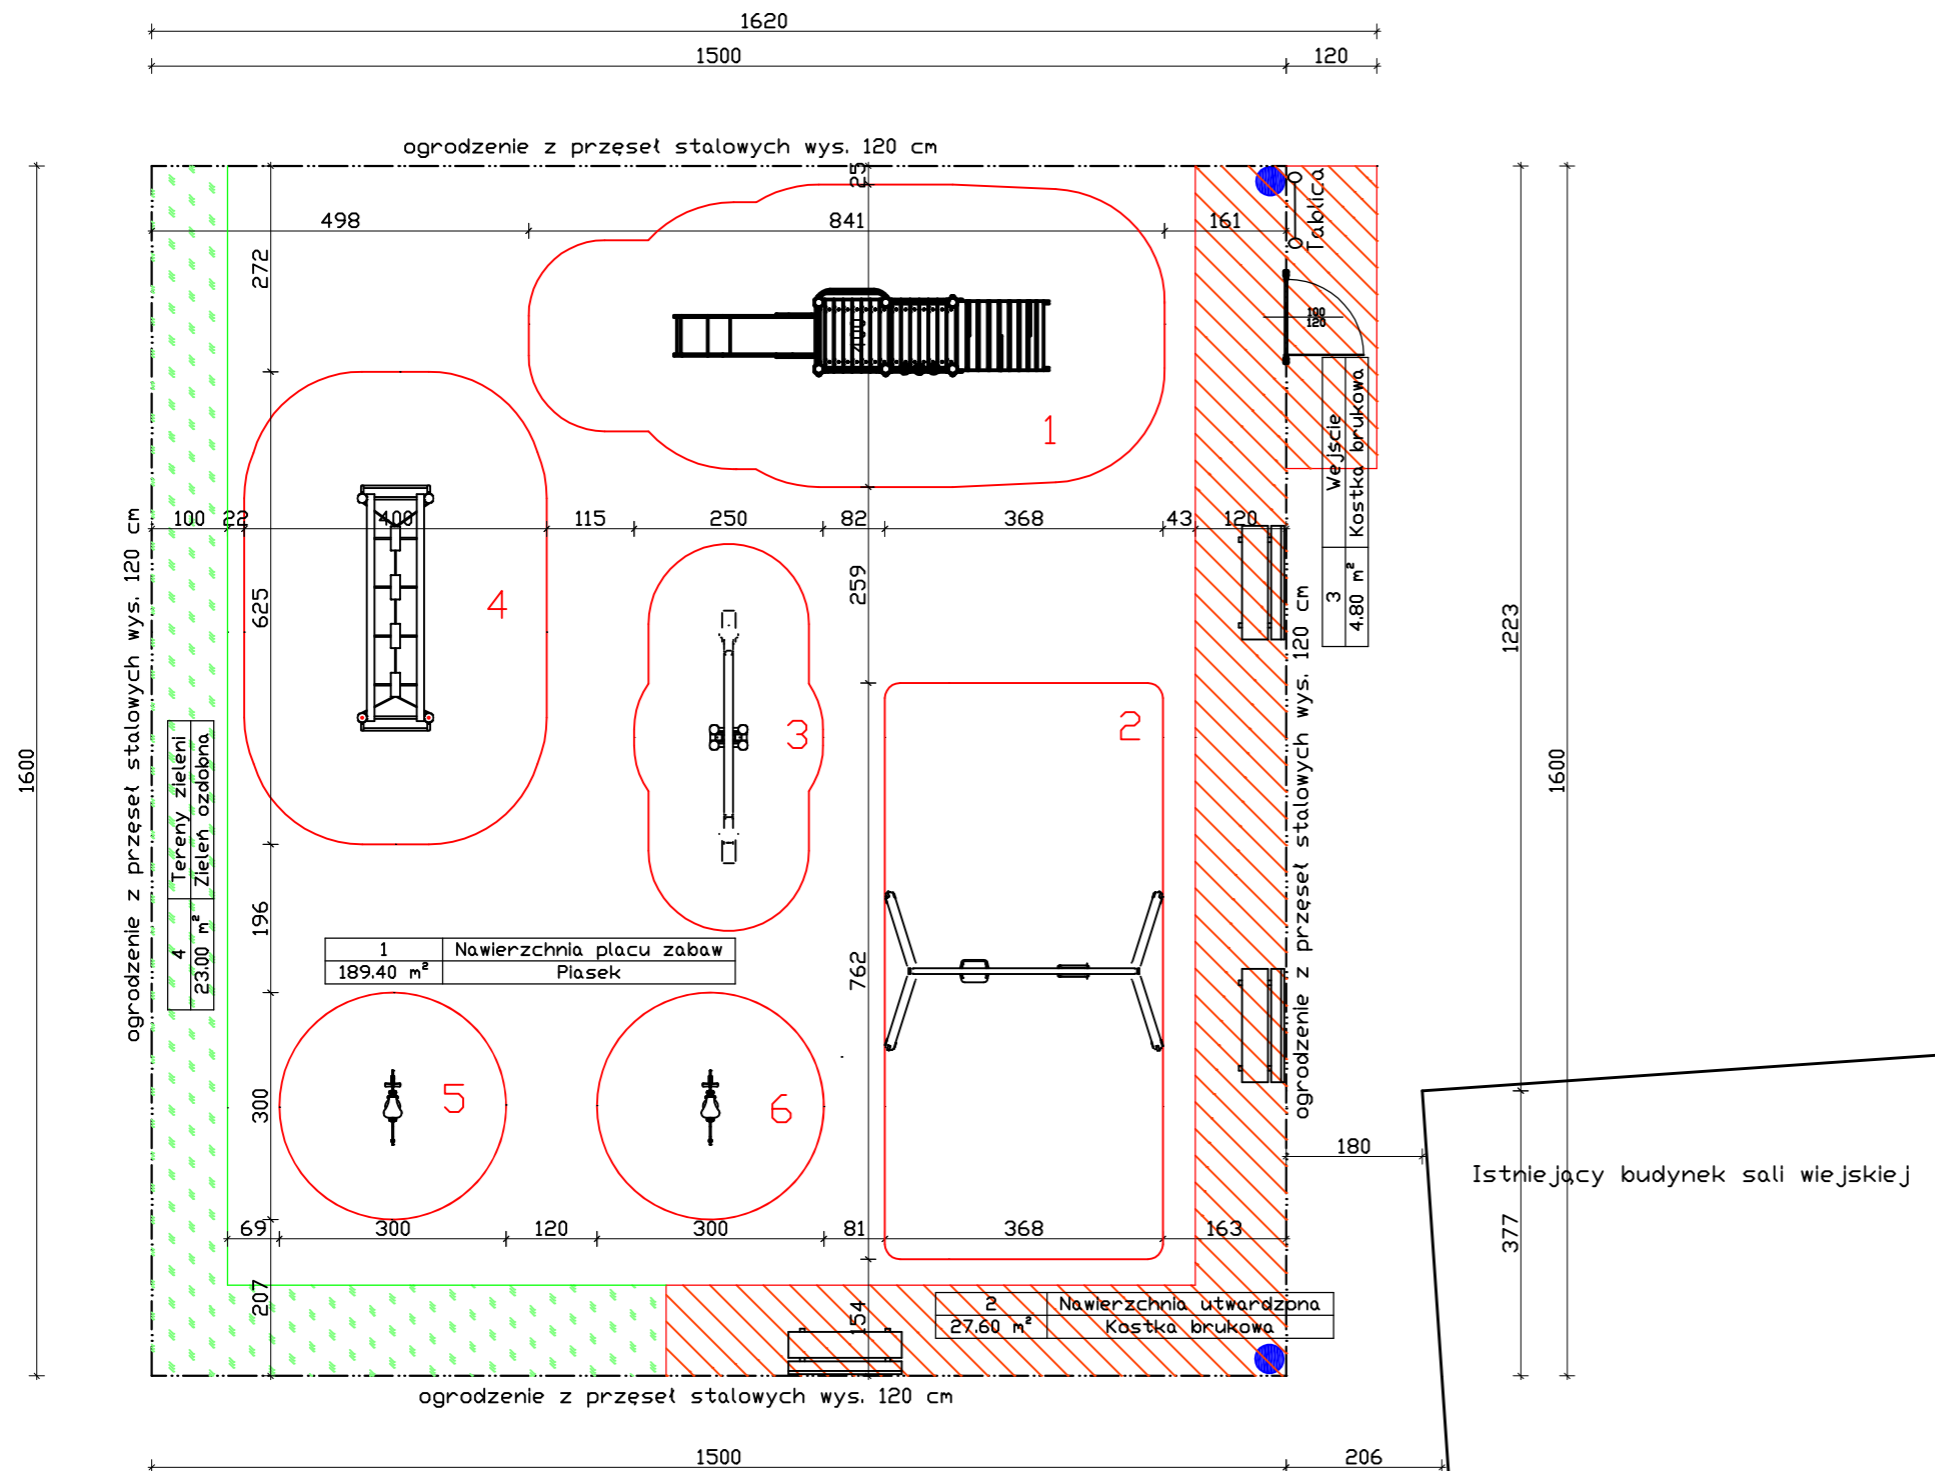 1620
1500 120
ogrodzenie z przęseł stalowych wys. 120 cm
25
498 841 161
Tablica
272
400
100
120
1
Wejście
Kostka brukowa
3
4.80 m²
100 22 400 115 250 82 368 43 120
259
625
4
3
2
1223
1600
1600
ogrodzenie z przęseł stalowych wys. 120 cm
ogrodzenie z przęseł stalowych wys. 120 cm
4 Tereny zieleni
23.00 m² Zieleń ozdobna
196
762
1 Nawierzchnia placu zabaw
189.40 m² Piasek
300
5
6
180
Istniejący budynek sali wiejskiej
377
69 300 120 300 81 368 163
207
154
2 Nawierzchnia utwardzona
27.60 m² Kostka brukowa
ogrodzenie z przęseł stalowych wys. 120 cm
1500 206